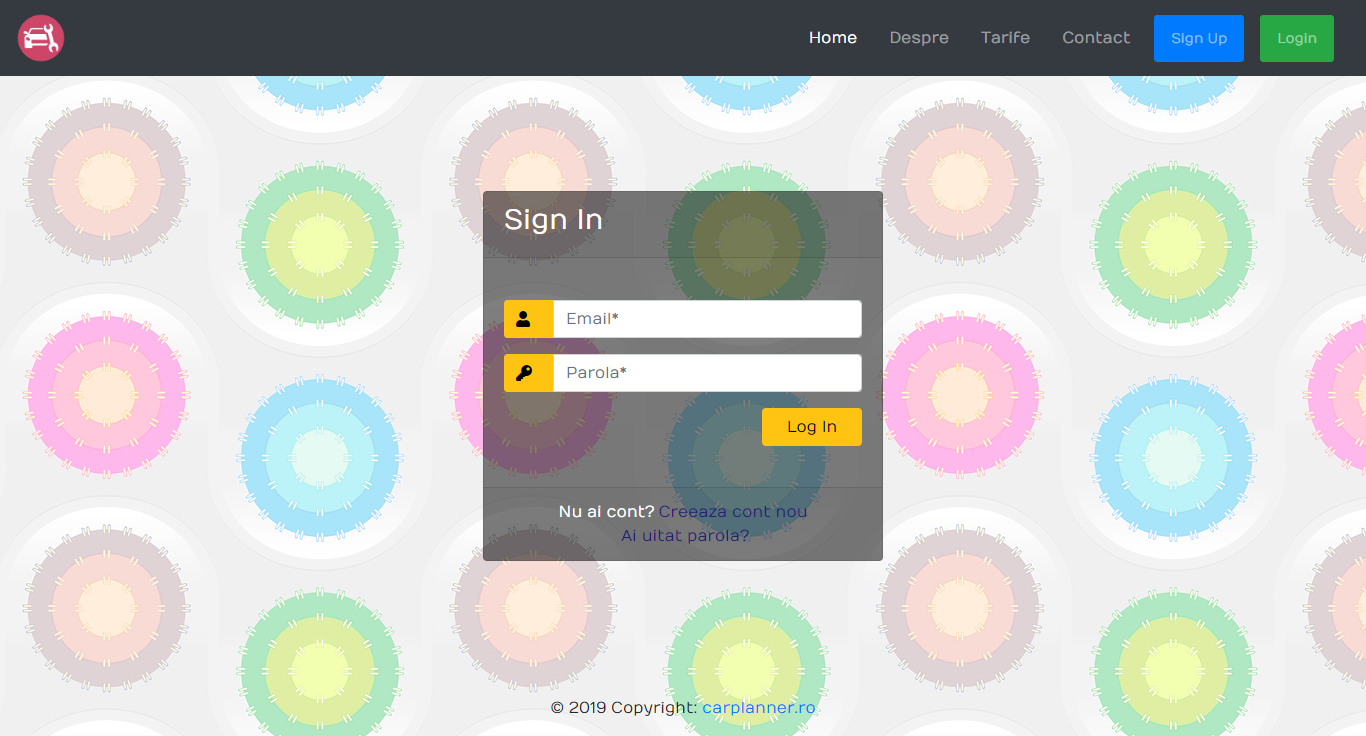 Home Despre Tarife Contact Sign Up Login
Sign In
Email*
Parola*
Log In
Nu ai cont? Creeaza cont nou
Ai uitat parola?
© 2019 Copyright: carplanner.ro